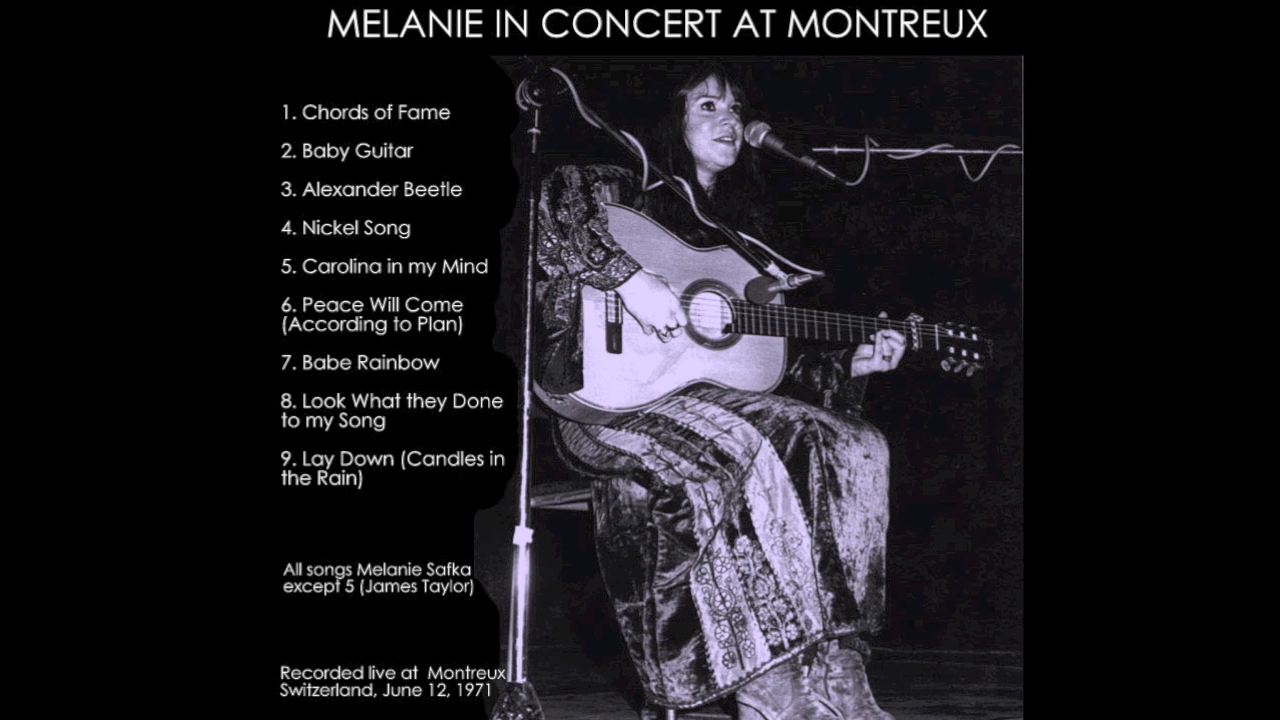 MELANIE IN CONCERT AT MONTREUX
1. Chords of Fame
2. Baby Guitar
3. Alexander Beetle
4. Nickel Song
5. Carolina in my Mind
6. Peace Will Come
(According to Plan)
7. Babe Rainbow
8. Look What they Done
to my Song
9. Lay Down (Candles in
the Rain)
All songs Melanie Safka
except 5 (James Taylor)
Recorded live at  Montreux
Switzerland, June 12, 1971